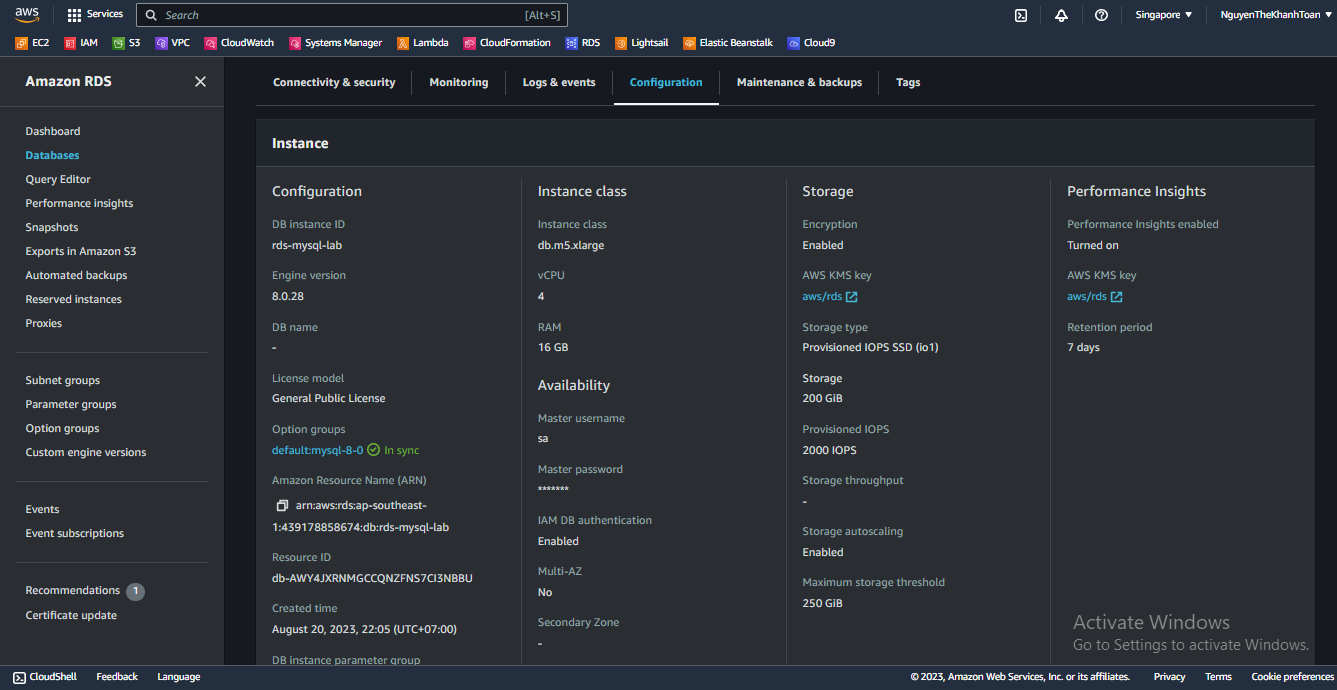 aws
Services
Search
[Alt+S]
Singapore ▼
NguyenTheKhanhToan ▼
EC2
IAM
S3
VPC
CloudWatch
Systems Manager
Lambda
CloudFormation
RDS
Lightsail
Elastic Beanstalk
Cloud9
Amazon RDS
Dashboard
Databases
Query Editor
Performance insights
Snapshots
Exports in Amazon S3
Automated backups
Reserved instances
Proxies
Subnet groups
Parameter groups
Option groups
Custom engine versions
Events
Event subscriptions
Recommendations 1
Certificate update
Connectivity & security
Monitoring
Logs & events
Configuration
Maintenance & backups
Tags
Instance
Configuration
DB instance ID
rds-mysql-lab
Engine version
8.0.28
DB name
-
License model
General Public License
Option groups
default:mysql-8-0 In sync
Amazon Resource Name (ARN)
arn:aws:rds:ap-southeast-
1:439178858674:db:rds-mysql-lab
Resource ID
db-AWY4JXRNMGCCQNZFNS7CI3NBBU
Created time
August 20, 2023, 22:05 (UTC+07:00)
DB instance parameter group
Instance class
Instance class
db.m5.xlarge
vCPU
4
RAM
16 GB
Availability
Master username
sa
Master password
*******
IAM DB authentication
Enabled
Multi-AZ
No
Secondary Zone
-
Storage
Encryption
Enabled
AWS KMS key
aws/rds
Storage type
Provisioned IOPS SSD (io1)
Storage
200 GiB
Provisioned IOPS
2000 IOPS
Storage throughput
-
Storage autoscaling
Enabled
Maximum storage threshold
250 GiB
Performance Insights
Performance Insights enabled
Turned on
AWS KMS key
aws/rds
Retention period
7 days
Activate Windows
Go to Settings to activate Windows.
CloudShell
Feedback
Language
© 2023, Amazon Web Services, Inc. or its affiliates.
Privacy
Terms
Cookie preferences